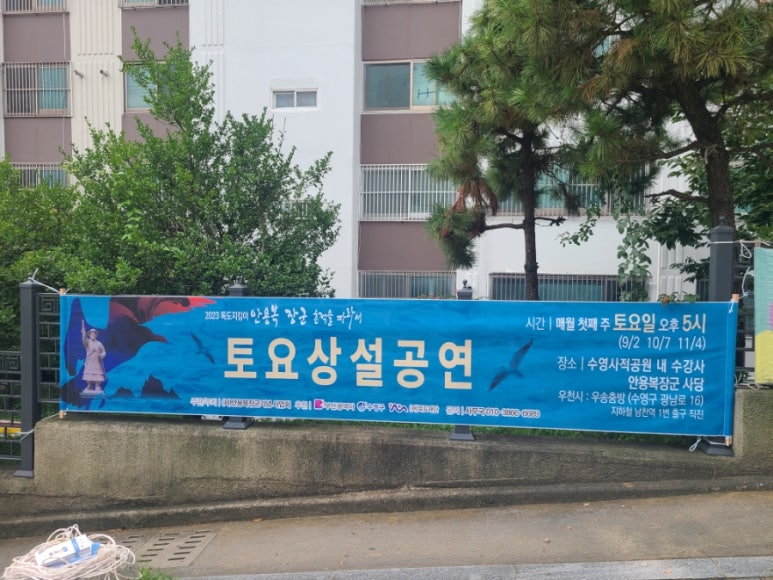 2023 독도지킴이 안용복 장군 흔적을 따라서
토요상설공연
시간 | 매월 첫째 주 토요일 오후 5시
(9/2 10/7 11/4)
장소 | 수영사적공원 내 수강사
안용복장군 사당
우천시 : 우송춤방 (수영구 광남로 16)
지하철 남천역 1번 출구 직진
부산광역시 수영구